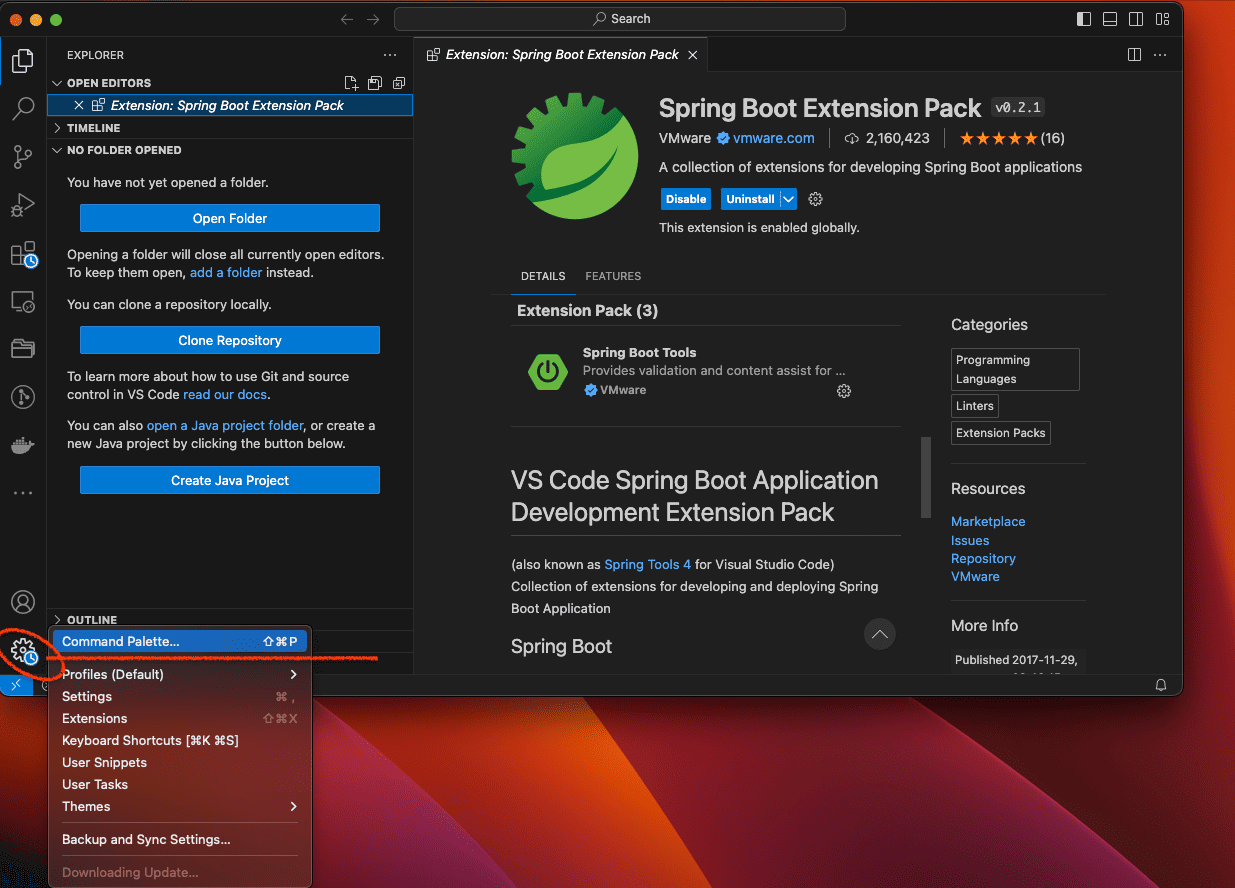 Search
EXPLORER
OPEN EDITORS
Extension: Spring Boot Extension Pack
TIMELINE
NO FOLDER OPENED
You have not yet opened a folder.
Open Folder
Opening a folder will close all currently open editors.
To keep them open, add a folder instead.
You can clone a repository locally.
Clone Repository
To learn more about how to use Git and source
control in VS Code read our docs.
You can also open a Java project folder, or create a
new Java project by clicking the button below.
Create Java Project
OUTLINE
Command Palette... ⇧⌘P
Profiles (Default)
Settings ⌘ ,
Extensions ⇧⌘X
Keyboard Shortcuts [⌘K ⌘S]
User Snippets
User Tasks
Themes
Backup and Sync Settings...
Downloading Update...
Extension: Spring Boot Extension Pack
Spring Boot Extension Pack v0.2.1
VMware vmware.com 2,160,423 ★★★★★(16)
A collection of extensions for developing Spring Boot applications
Disable Uninstall
This extension is enabled globally.
DETAILS FEATURES
Extension Pack (3)
Spring Boot Tools
Provides validation and content assist for ...
VMware
VS Code Spring Boot Application
Development Extension Pack
(also known as Spring Tools 4 for Visual Studio Code)
Collection of extensions for developing and deploying Spring
Boot Application
Spring Boot
Categories
Programming
Languages
Linters
Extension Packs
Resources
Marketplace
Issues
Repository
VMware
More Info
Published 2017-11-29,